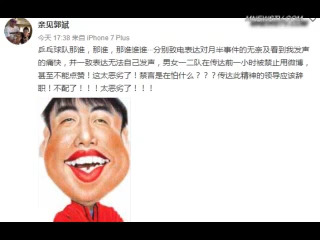 亲见郭斌
今天 17:38 来自 iPhone 7 Plus
乒乓球队那谁，那谁，那谁谁谁…分别致电表达对月半事件的无奈及看到我发声
的痛快，并一致表达无法自己发声，男女一二队在传达前一小时被禁止用微博，
甚至不能点赞！这太恶劣了！禁言是在怕什么？？？传达此精神的领导应该辞
职！不配了！！！太恶劣了！！！